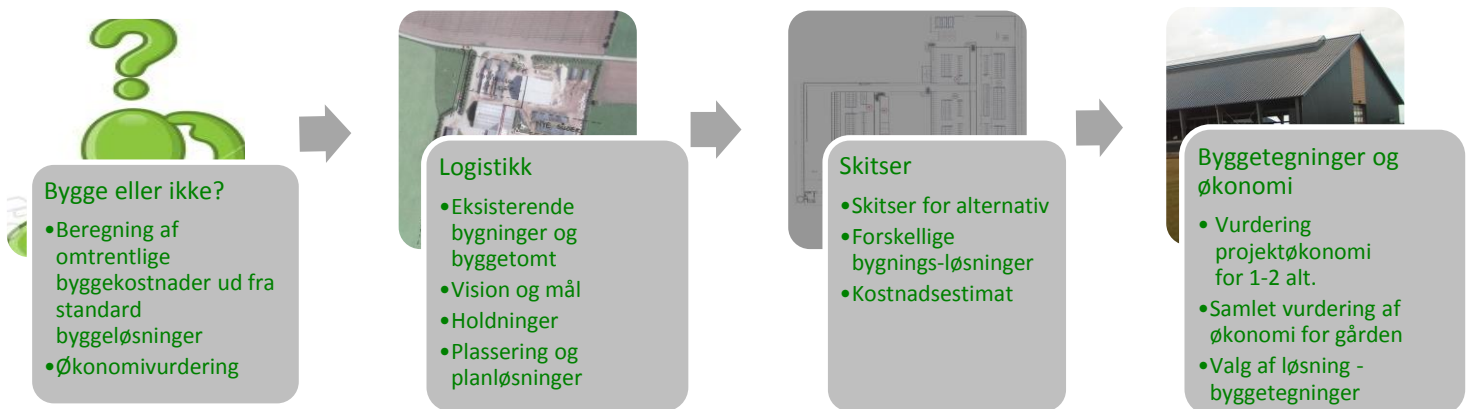 Bygge eller ikke?
•Beregning af
omtrentlige
byggekostnader ud fra
standard
byggeløsninger
•Økonomivurdering
Logistikk
•Eksisterende
bygninger og
byggetomt
•Vision og mål
•Holdninger
•Plassering og
planløsninger
Skitser
•Skitser for alternativ
•Forskellige
bygnings-løsninger
•Kostnadsestimat
Byggetegninger og
økonomi
• Vurdering
projektøkonomi
for 1-2 alt.
•Samlet vurdering af
økonomi for gården
•Valg af løsning -
byggetegninger